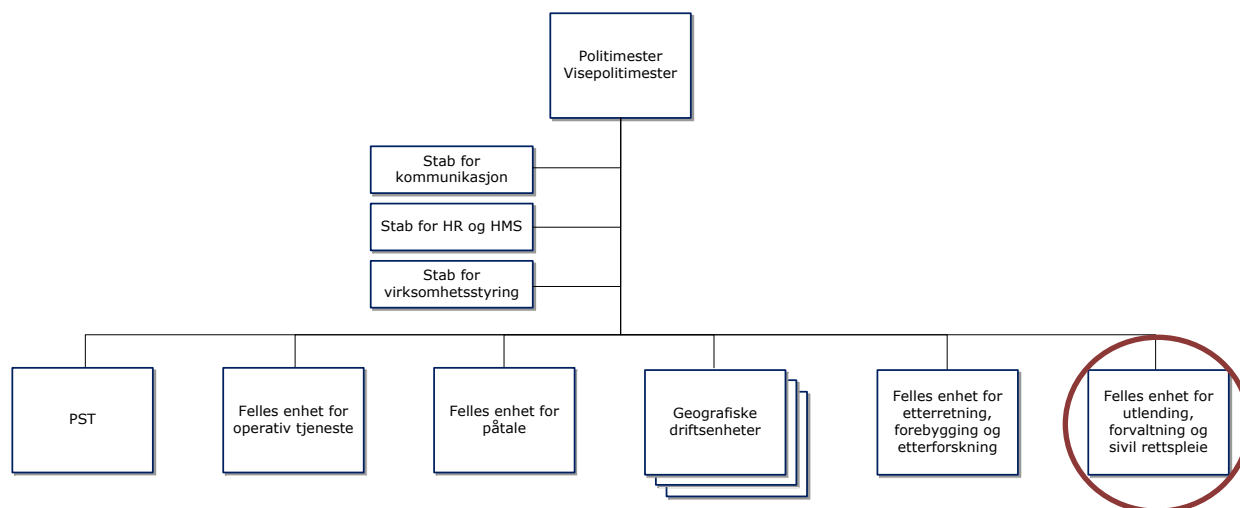 Politimester
Visepolitimester
Stab for
kommunikasjon
Stab for HR og HMS
Stab for
virksomhetsstyring
PST
Felles enhet for
operativ tjeneste
Felles enhet for
påtale
Geografiske
driftsenheter
Felles enhet for
etterretning,
forebygging og
etterforskning
Felles enhet for
utlending,
forvaltning og
sivil rettspleie